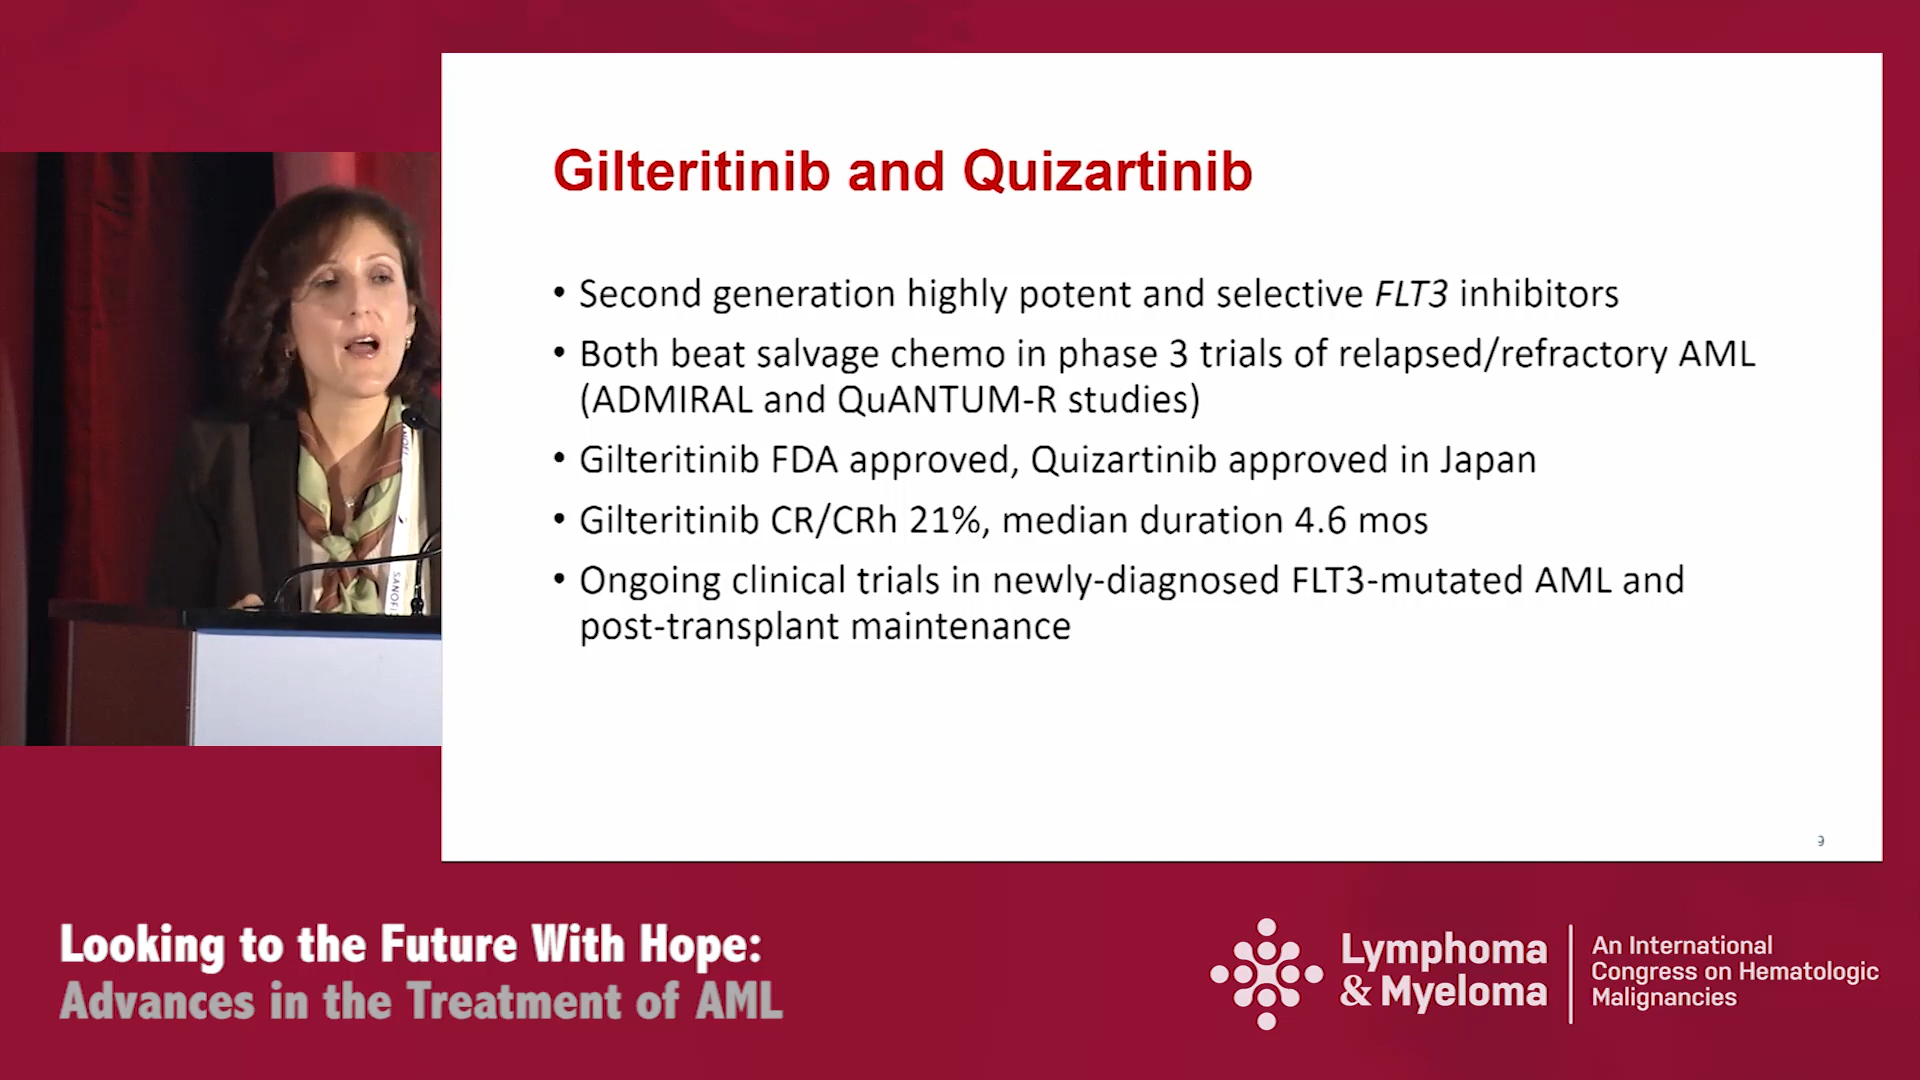 Gilteritinib and Quizartinib
• Second generation highly potent and selective FLT3 inhibitors
• Both beat salvage chemo in phase 3 trials of relapsed/refractory AML
(ADMIRAL and QuANTUM-R studies)
• Gilteritinib FDA approved, Quizartinib approved in Japan
• Gilteritinib CR/CRh 21%, median duration 4.6 mos
• Ongoing clinical trials in newly-diagnosed FLT3-mutated AML and
post-transplant maintenance
9
SANOFI
Looking to the Future With Hope:
Advances in the Treatment of AML
Lymphoma
& Myeloma
An International
Congress on Hematologic
Malignancies